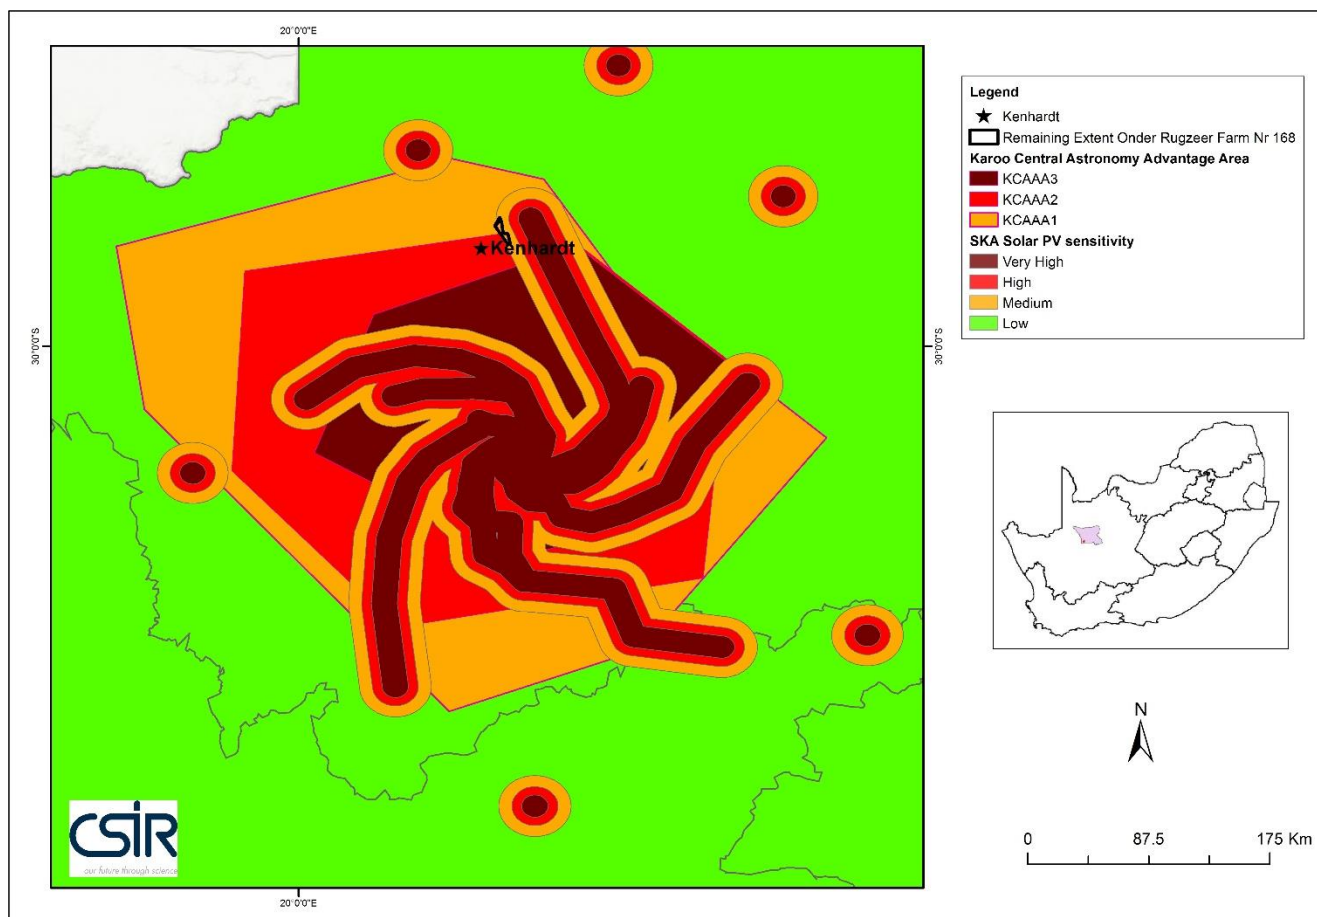 20°0'0"E
Kenhardt
30°0'0"S
30°0'0"S
20°0'0"E
CSIR
our future through science
Legend
Kenhardt
Remaining Extent Onder Rugzeer Farm Nr 168
Karoo Central Astronomy Advantage Area
KCAAA3
KCAAA2
KCAAA1
SKA Solar PV sensitivity
Very High
High
Medium
Low
N
0 87.5 175 Km